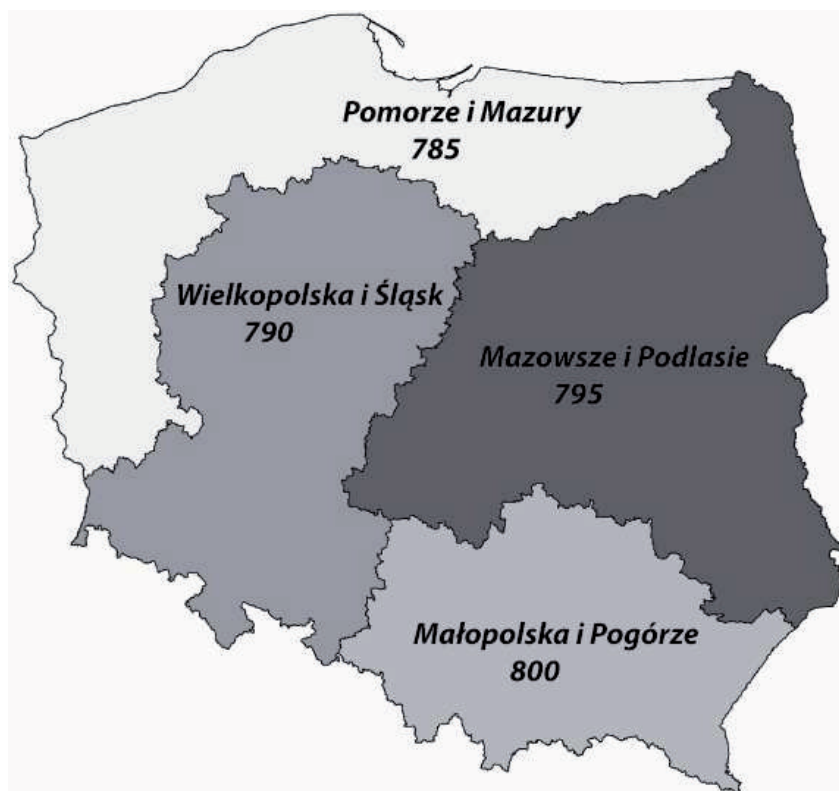 Pomorze i Mazury
785
Wielkopolska i Śląsk
790
Mazowsze i Podlasie
795
Małopolska i Pogórze
800